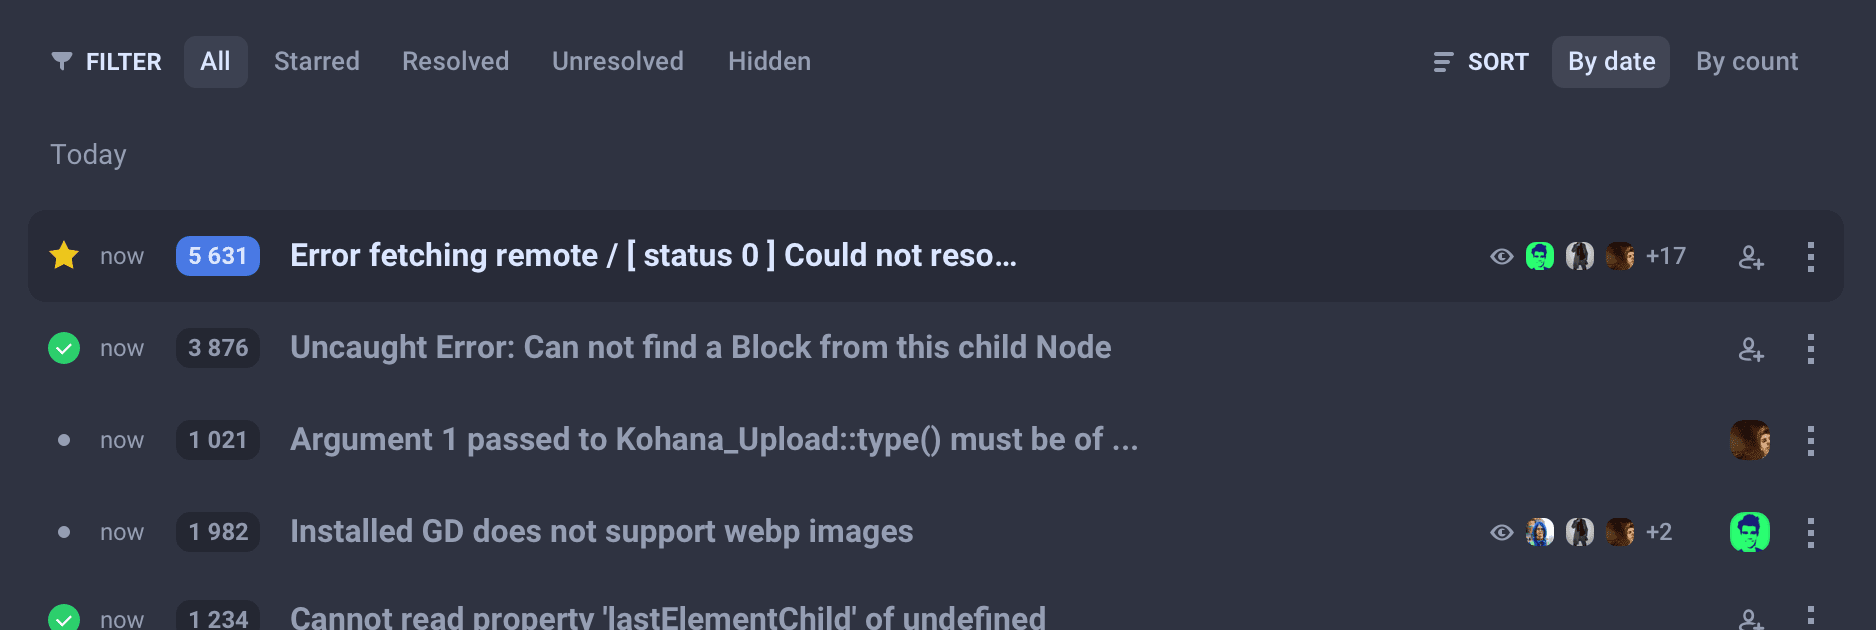 FILTER All Starred Resolved Unresolved Hidden SORT By date By count
Today
now 5 631 Error fetching remote / [ status 0 ] Could not reso... +17
now 3 876 Uncaught Error: Can not find a Block from this child Node
now 1 021 Argument 1 passed to Kohana_Upload::type() must be of ...
now 1 982 Installed GD does not support webp images +2
now 1 234 Cannot read property 'lastElementChild' of undefined